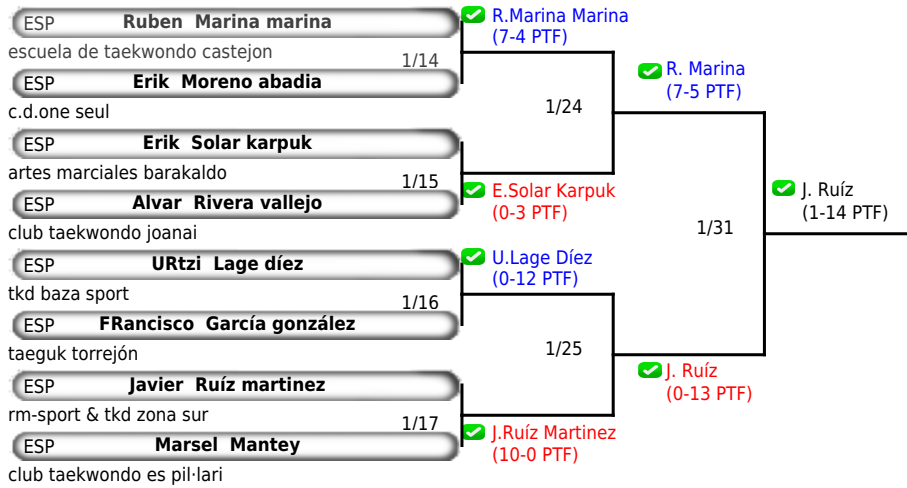 ESP Ruben Marina marina
escuela de taekwondo castejon
1/14
ESP Erik Moreno abadia
c.d.one seul
ESP Erik Solar karpuk
artes marciales barakaldo
1/15
ESP Alvar Rivera vallejo
club taekwondo joanai
ESP URtzi Lage díez
tkd baza sport
1/16
ESP FRancisco García gonzález
taeguk torrejón
ESP Javier Ruíz martinez
rm-sport & tkd zona sur
1/17
ESP Marsel Mantey
club taekwondo es pil·lari
R.Marina Marina
(7-4 PTF)
1/24
E.Solar Karpuk
(0-3 PTF)
U.Lage Díez
(0-12 PTF)
1/25
J.Ruíz Martinez
(10-0 PTF)
R. Marina
(7-5 PTF)
1/31
J. Ruíz
(0-13 PTF)
J. Ruíz
(1-14 PTF)